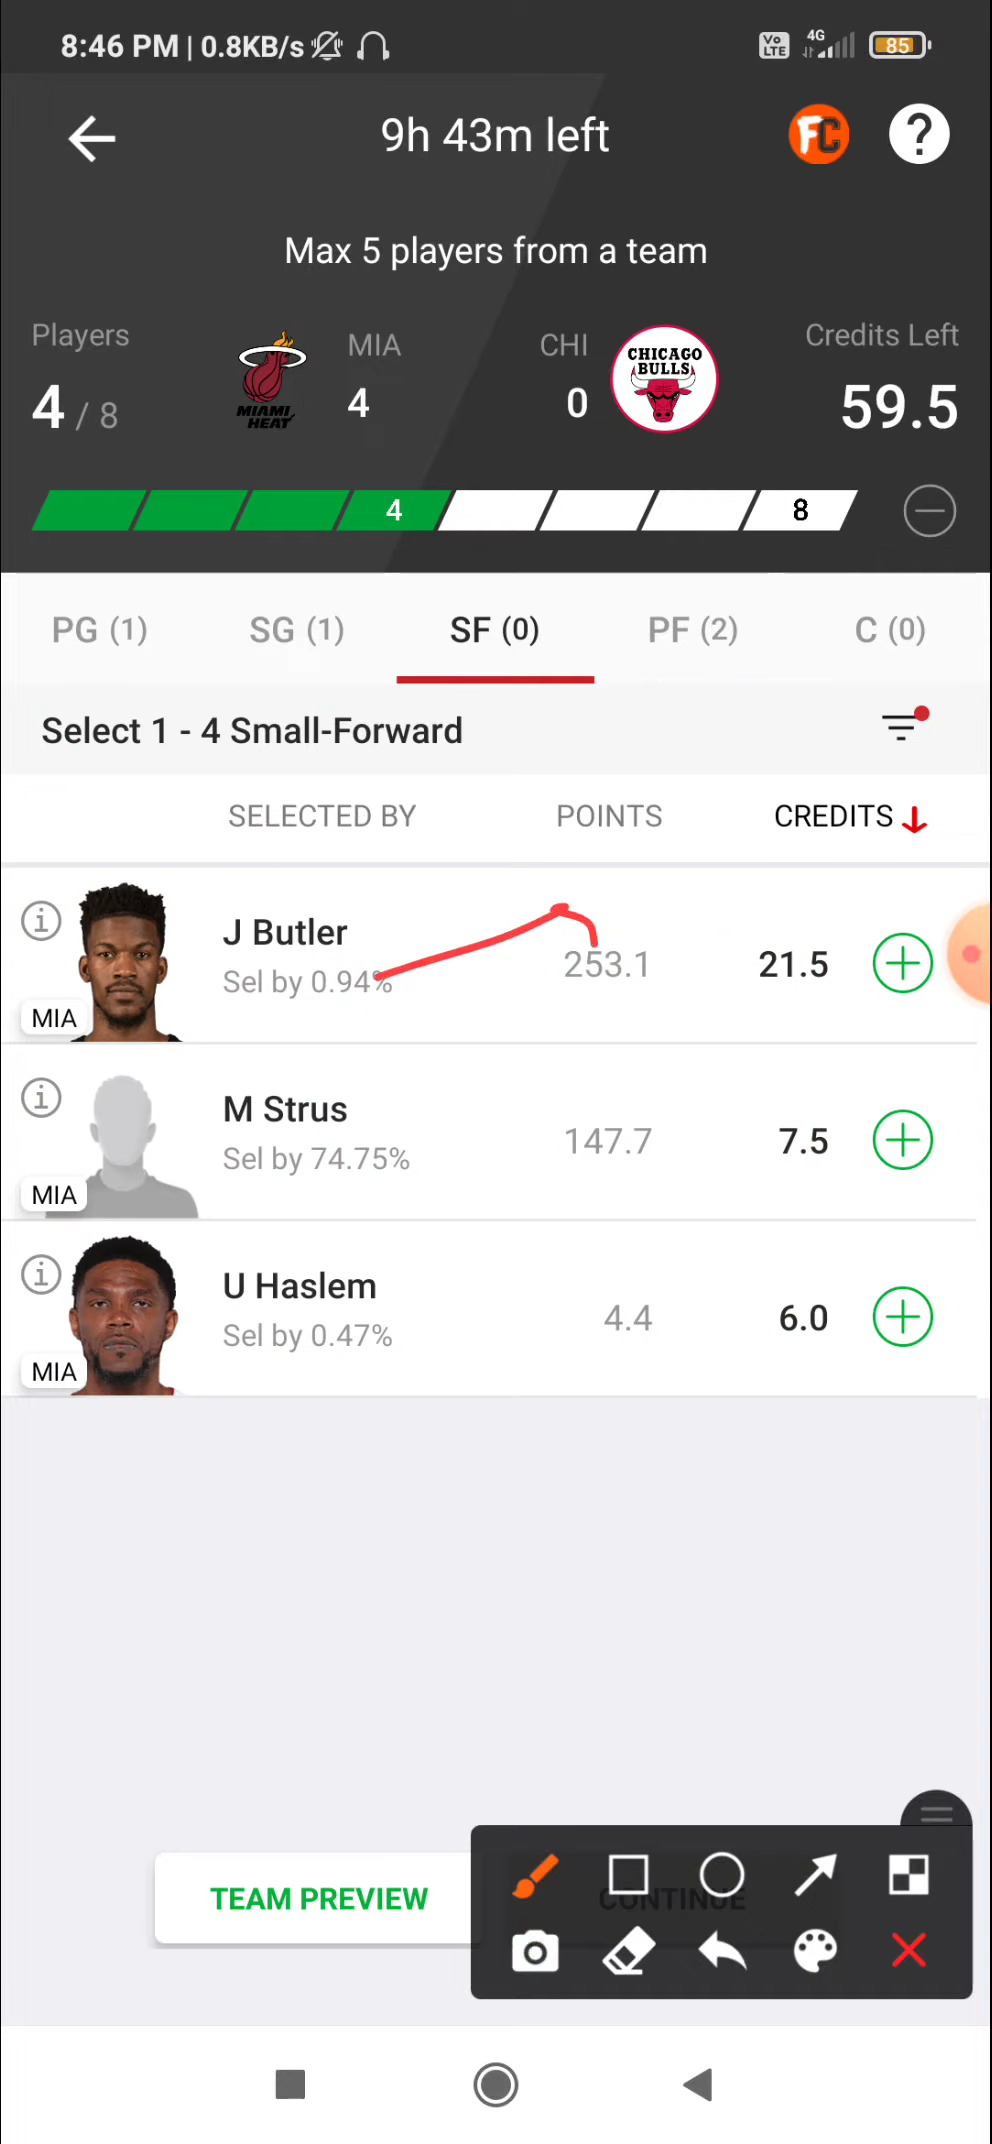 8:46 PM | 0.8KB/s Vo LTE 4G 85
9h 43m left FC ?
Max 5 players from a team
Players MIA CHI Credits Left
4 / 8 MIAMI HEAT 4 0 CHICAGO BULLS 59.5
4 8
PG (1) SG (1) SF (0) PF (2) C (0)
Select 1 - 4 Small-Forward
SELECTED BY POINTS CREDITS
J Butler
Sel by 0.94% 253.1 21.5
MIA
M Strus
Sel by 74.75% 147.7 7.5
MIA
U Haslem
Sel by 0.47% 4.4 6.0
MIA
TEAM PREVIEW CONTINUE